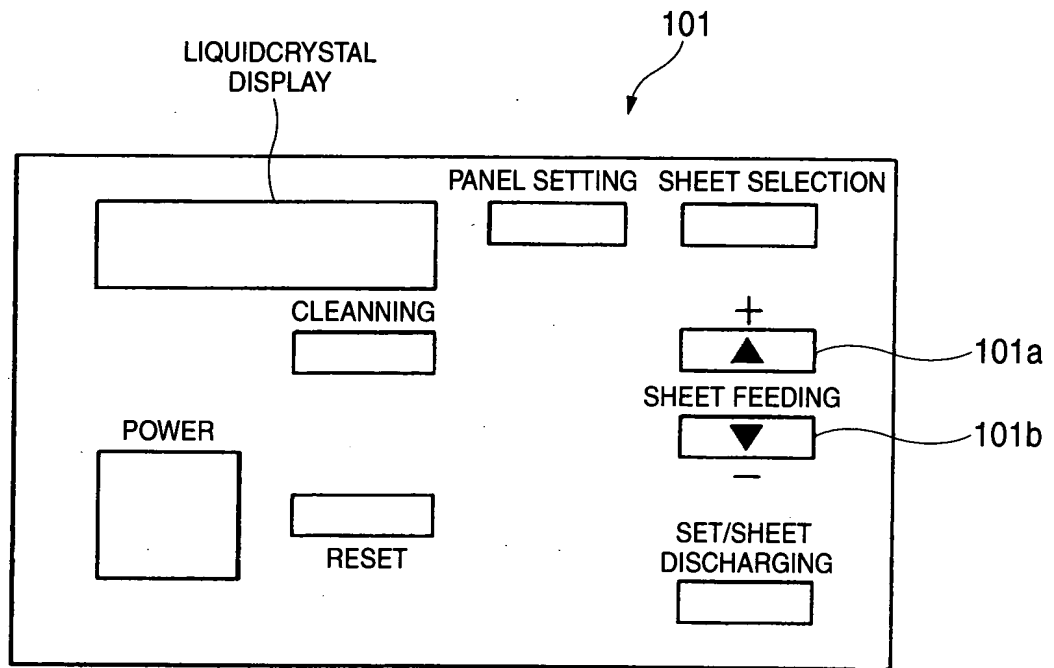 101
LIQUIDCRYSTAL
DISPLAY
PANEL SETTING
SHEET SELECTION
CLEANNING
+
101a
SHEET FEEDING
POWER
101b
−
RESET
SET/SHEET
DISCHARGING